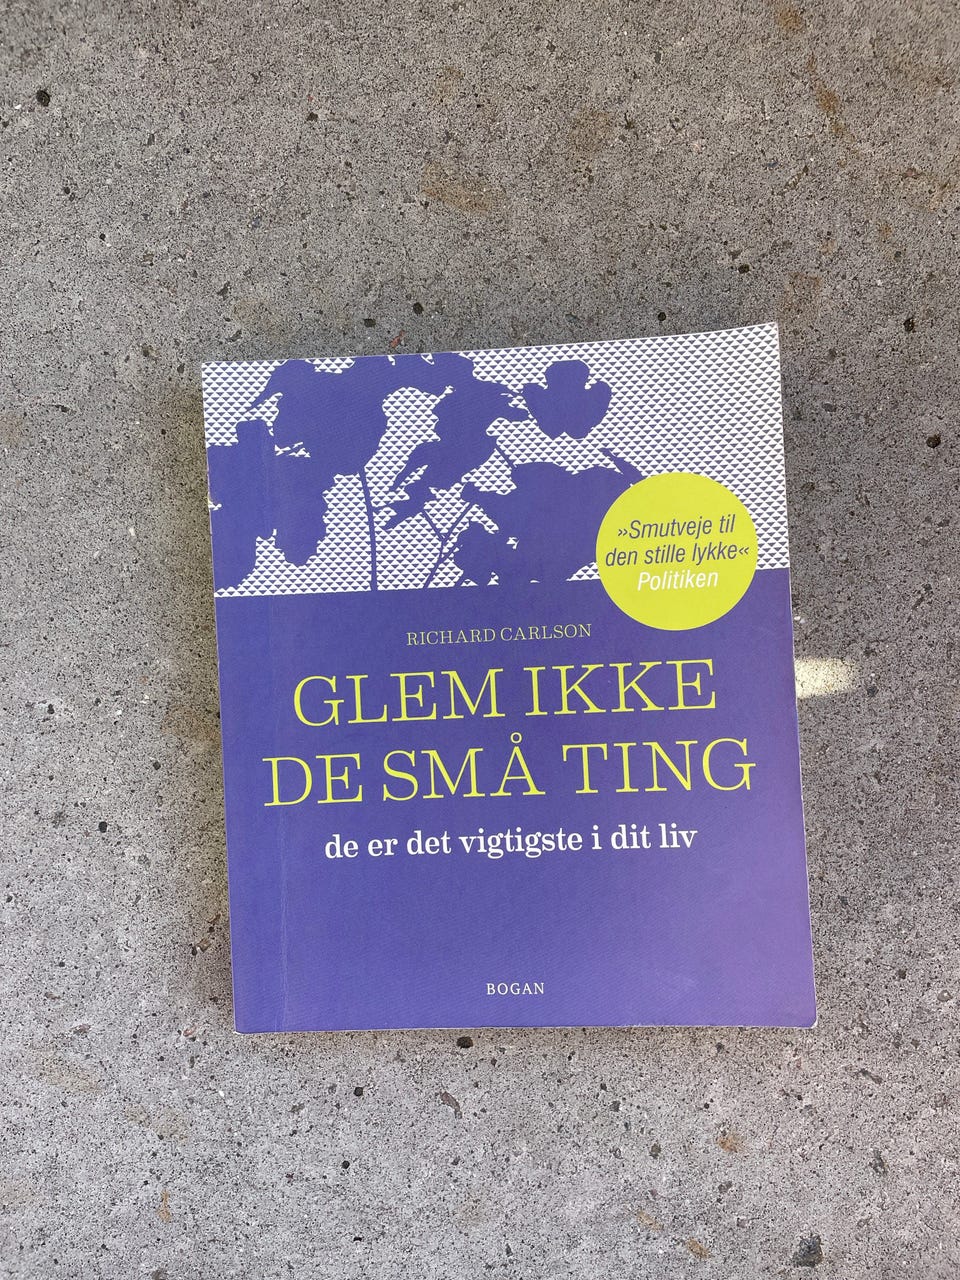 »Smutveje til
den stille lykke«
Politiken
RICHARD CARLSON
GLEM IKKE
DE SMÅ TING
de er det vigtigste i dit liv
BOGAN